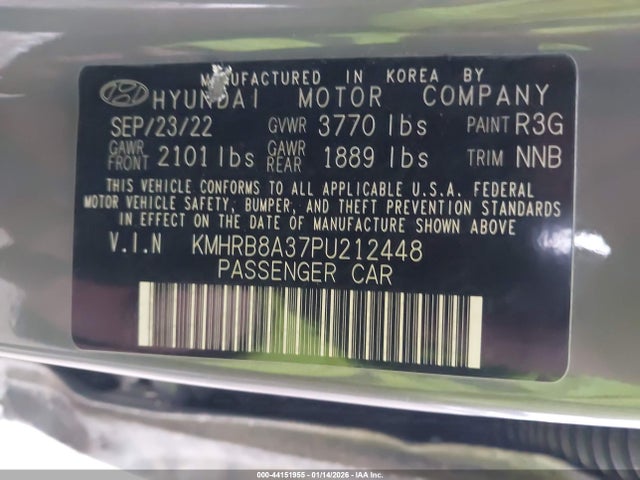 MANUFACTURED IN KOREA BY
HYUNDAI MOTOR COMPANY
SEP/23/22 GVWR 3770 lbs PAINT R3G
GAWR FRONT 2101 lbs GAWR REAR 1889 lbs TRIM NNB
THIS VEHICLE CONFORMS TO ALL APPLICABLE U.S.A. FEDERAL
MOTOR VEHICLE SAFETY, BUMPER, AND THEFT PREVENTION STANDARDS
IN EFFECT ON THE DATE OF MANUFACTURE SHOWN ABOVE
V.I.N KMHRB8A37PU212448
PASSENGER CAR
000-44151955 - 01/14/2026 - IAA, Inc.